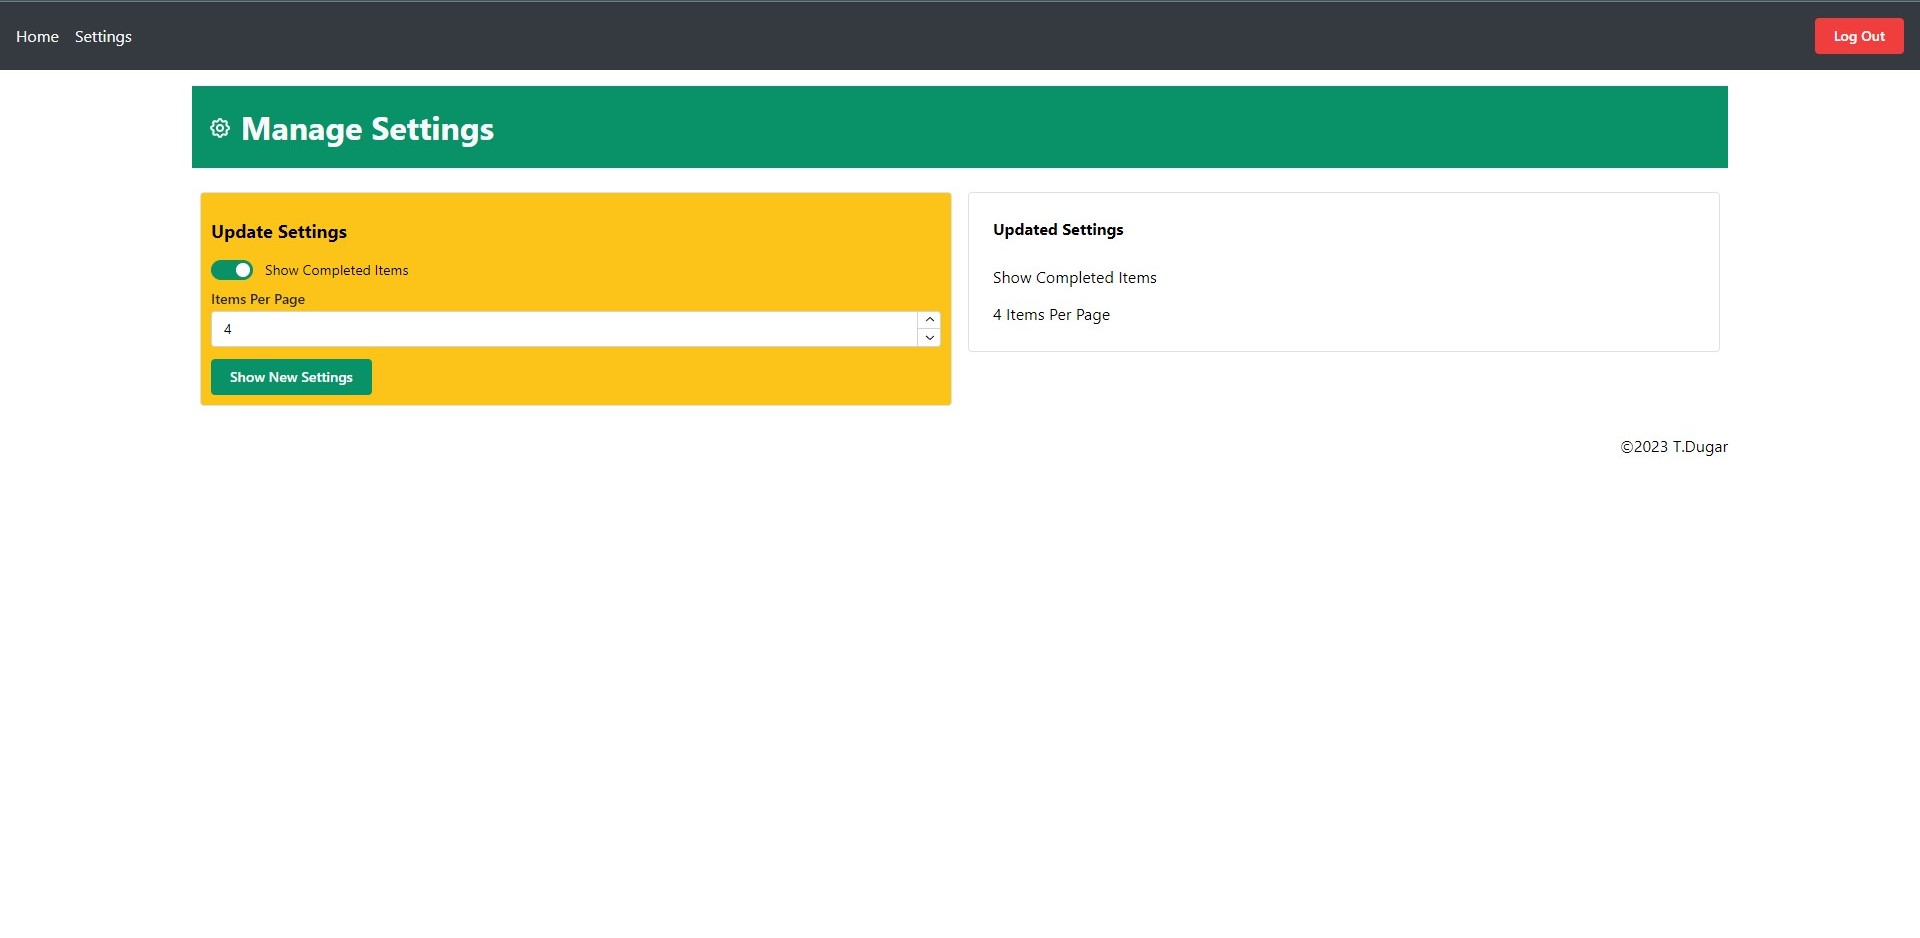 Home Settings Log Out
Manage Settings
Update Settings
Show Completed Items
Items Per Page
4
Show New Settings
Updated Settings
Show Completed Items
4 Items Per Page
©2023 T.Dugar